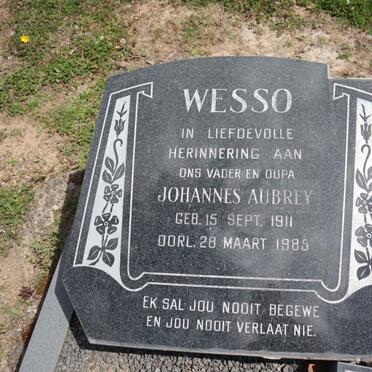 WESSO
IN LIEFDEVOLLE
HERINNERING AAN
ONS VADER EN OUPA
JOHANNES AUBREY
GEB. 15 SEPT. 1911
OORL. 28 MAART 1985
EK SAL JOU NOOIT BEGEWE
EN JOU NOOIT VERLAAT NIE.